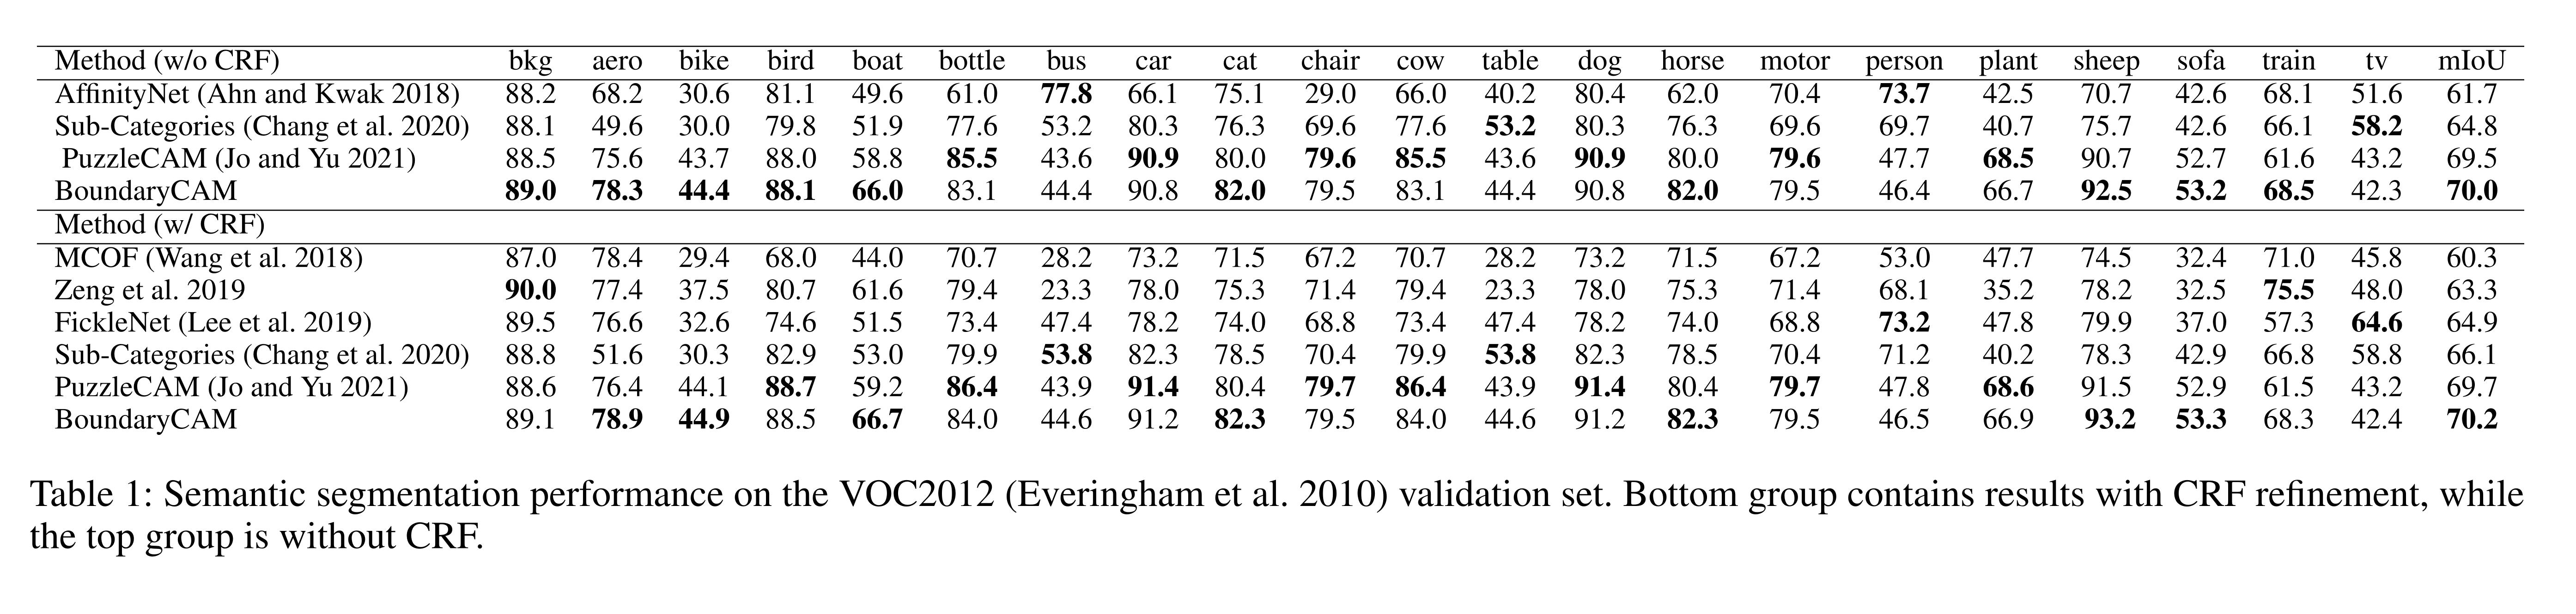 Method (w/o CRF) bkg aero bike bird boat bottle bus car cat chair cow table dog horse motor person plant sheep sofa train tv mIoU
AffinityNet (Ahn and Kwak 2018) 88.2 68.2 30.6 81.1 49.6 61.0 77.8 66.1 75.1 29.0 66.0 40.2 80.4 62.0 70.4 73.7 42.5 70.7 42.6 68.1 51.6 61.7
Sub-Categories (Chang et al. 2020) 88.1 49.6 30.0 79.8 51.9 77.6 53.2 80.3 76.3 69.6 77.6 53.2 80.3 76.3 69.6 69.7 40.7 75.7 42.6 66.1 58.2 64.8
PuzzleCAM (Jo and Yu 2021) 88.5 75.6 43.7 88.0 58.8 85.5 43.6 90.9 80.0 79.6 85.5 43.6 90.9 80.0 79.6 47.7 68.5 90.7 52.7 61.6 43.2 69.5
BoundaryCAM 89.0 78.3 44.4 88.1 66.0 83.1 44.4 90.8 82.0 79.5 83.1 44.4 90.8 82.0 79.5 46.4 66.7 92.5 53.2 68.5 42.3 70.0
Method (w/ CRF)
MCOF (Wang et al. 2018) 87.0 78.4 29.4 68.0 44.0 70.7 28.2 73.2 71.5 67.2 70.7 28.2 73.2 71.5 67.2 53.0 47.7 74.5 32.4 71.0 45.8 60.3
Zeng et al. 2019 90.0 77.4 37.5 80.7 61.6 79.4 23.3 78.0 75.3 71.4 79.4 23.3 78.0 75.3 71.4 68.1 35.2 78.2 32.5 75.5 48.0 63.3
FickleNet (Lee et al. 2019) 89.5 76.6 32.6 74.6 51.5 73.4 47.4 78.2 74.0 68.8 73.4 47.4 78.2 74.0 68.8 73.2 47.8 79.9 37.0 57.3 64.6 64.9
Sub-Categories (Chang et al. 2020) 88.8 51.6 30.3 82.9 53.0 79.9 53.8 82.3 78.5 70.4 79.9 53.8 82.3 78.5 70.4 71.2 40.2 78.3 42.9 66.8 58.8 66.1
PuzzleCAM (Jo and Yu 2021) 88.6 76.4 44.1 88.7 59.2 86.4 43.9 91.4 80.4 79.7 86.4 43.9 91.4 80.4 79.7 47.8 68.6 91.5 52.9 61.5 43.2 69.7
BoundaryCAM 89.1 78.9 44.9 88.5 66.7 84.0 44.6 91.2 82.3 79.5 84.0 44.6 91.2 82.3 79.5 46.5 66.9 93.2 53.3 68.3 42.4 70.2
Table 1: Semantic segmentation performance on the VOC2012 (Everingham et al. 2010) validation set. Bottom group contains results with CRF refinement, while
the top group is without CRF.